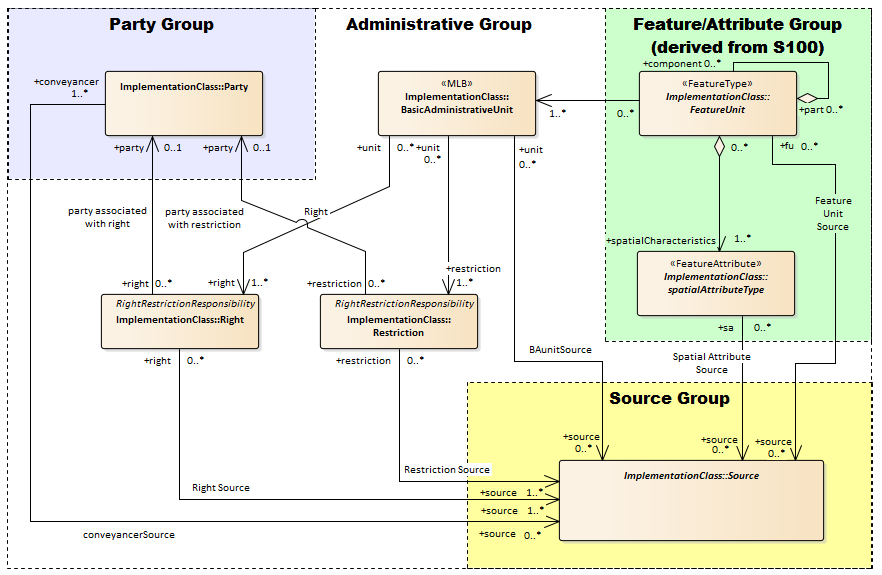 Party Group
Administrative Group
Feature/Attribute Group
(derived from S100)
+conveyancer
1..*
ImplementationClass::Party
«MLB»
ImplementationClass::
BasicAdministrativeUnit
+component 0..*
«FeatureType»
ImplementationClass::
FeatureUnit
+part 0..*
1..*
0..*
+party 0..1
+party 0..1
+unit 0..*
+unit
0..*
+unit
0..*
0..*
+fu 0..*
party associated
with right
party associated
with restriction
Right
Feature
Unit
Source
+spatialCharacteristics 1..*
«FeatureAttribute»
ImplementationClass::
spatialAttributeType
+right 0..*
+right 1..*
+restriction 0..*
+restriction
1..*
RightRestrictionResponsibility
ImplementationClass::Right
RightRestrictionResponsibility
ImplementationClass::
Restriction
+sa 0..*
+right 0..*
+restriction 0..*
BAunitSource
Spatial Attribute
Source
Source Group
+source
0..*
+source
0..*
+source
0..*
Restriction Source
Right Source
ImplementationClass::Source
+source 1..*
+source 1..*
+source 0..*
conveyancerSource